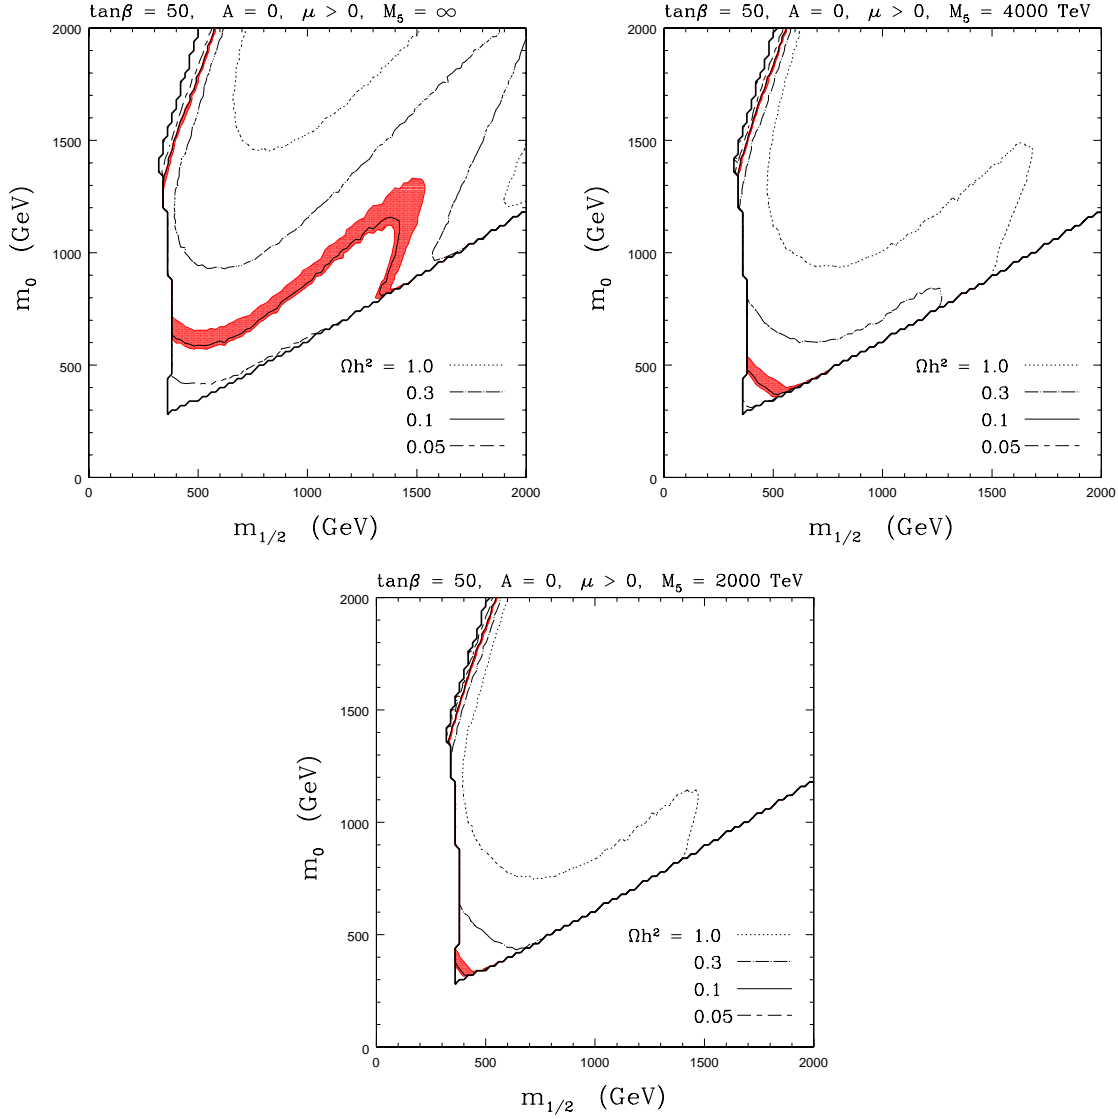 tanβ = 50, A = 0, μ > 0, M₅ = ∞
2000
1500
1000
500
0
m₀ (GeV)
Ωh² = 1.0
0.3
0.1
0.05
0 500 1000 1500 2000
m₁/₂ (GeV)
tanβ = 50, A = 0, μ > 0, M₅ = 4000 TeV
2000
1500
1000
500
0
m₀ (GeV)
Ωh² = 1.0
0.3
0.1
0.05
0 500 1000 1500 2000
m₁/₂ (GeV)
tanβ = 50, A = 0, μ > 0, M₅ = 2000 TeV
2000
1500
1000
500
0
m₀ (GeV)
Ωh² = 1.0
0.3
0.1
0.05
0 500 1000 1500 2000
m₁/₂ (GeV)